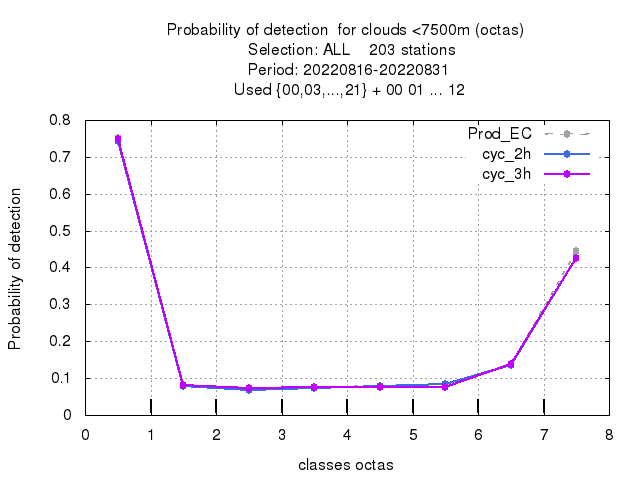 Probability of detection  for clouds <7500m (octas)
Selection: ALL    203 stations
Period: 20220816-20220831
Used {00,03,...,21} + 00 01 ... 12
Probability of detection
0.8
0.7
0.6
0.5
0.4
0.3
0.2
0.1
0
Prod_EC
cyc_2h
cyc_3h
0 1 2 3 4 5 6 7 8
classes octas